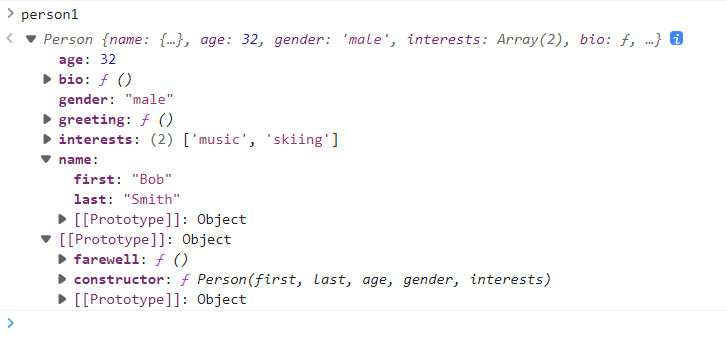 person1
Person {name: {…}, age: 32, gender: 'male', interests: Array(2), bio: ƒ, …} i
age: 32
bio: ƒ ()
gender: "male"
greeting: ƒ ()
interests: (2) ['music', 'skiing']
name:
first: "Bob"
last: "Smith"
[[Prototype]]: Object
[[Prototype]]: Object
farewell: ƒ ()
constructor: ƒ Person(first, last, age, gender, interests)
[[Prototype]]: Object